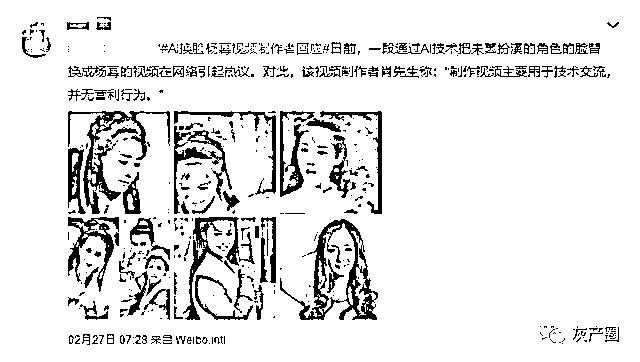 #AI换脸杨幂视频制作者回应#日前，一段通过AI技术把朱茵扮演的角色的脸替
换成杨幂的视频在网络引起热议。对此，该视频制作者肖先生称：“制作视频主要用于技术交流，
并无营利行为。”
02月27日 07:28 来自 Weibo.intl
灰产圈